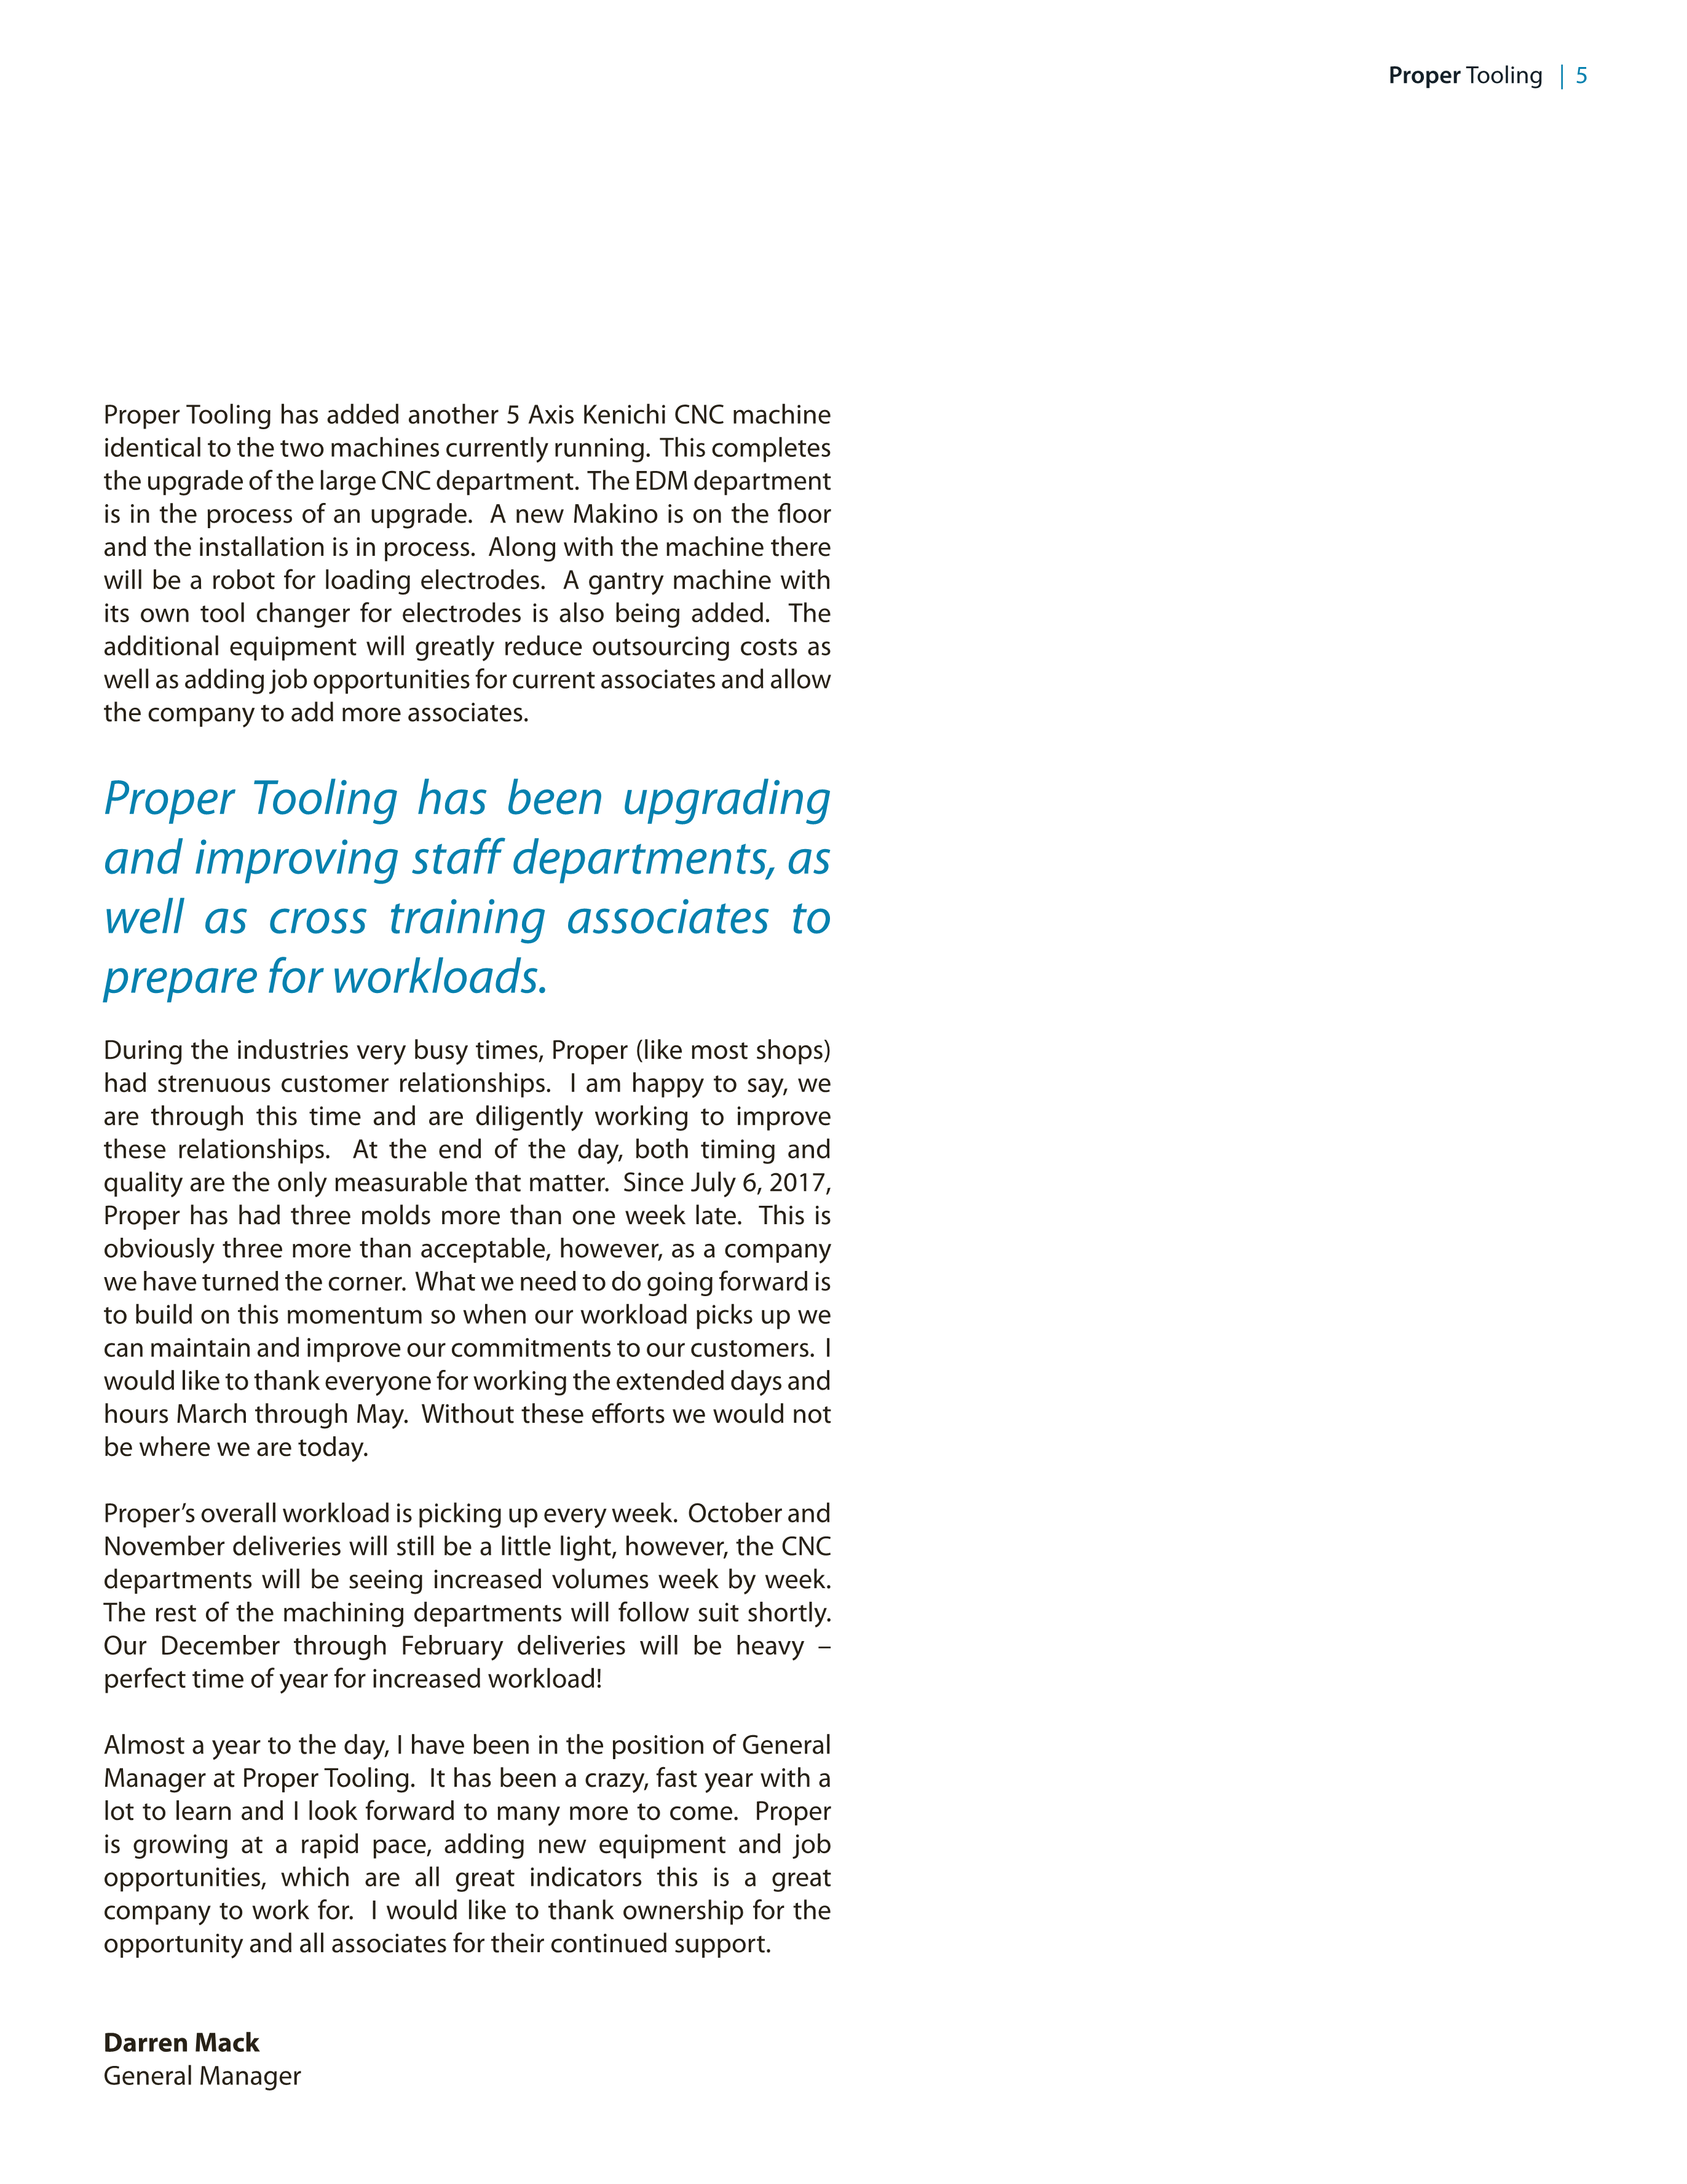 Proper Tooling | 5
Proper Tooling has added another 5 Axis Kenichi CNC machine
identical to the two machines currently running.  This completes
the upgrade of the large CNC department.  The EDM department
is in the process of an upgrade.  A new Makino is on the floor
and the installation is in process.  Along with the machine there
will be a robot for loading electrodes.  A gantry machine with
its own tool changer for electrodes is also being added.  The
additional equipment will greatly reduce outsourcing costs as
well as adding job opportunities for current associates and allow
the company to add more associates.
Proper Tooling has been upgrading
and improving staff departments, as
well as cross training associates to
prepare for workloads.
During the industries very busy times, Proper (like most shops)
had strenuous customer relationships.  I am happy to say, we
are through this time and are diligently working to improve
these relationships.  At the end of the day, both timing and
quality are the only measurable that matter.  Since July 6, 2017,
Proper has had three molds more than one week late.  This is
obviously three more than acceptable, however, as a company
we have turned the corner.  What we need to do going forward is
to build on this momentum so when our workload picks up we
can maintain and improve our commitments to our customers.  I
would like to thank everyone for working the extended days and
hours March through May.  Without these efforts we would not
be where we are today.
Proper’s overall workload is picking up every week.  October and
November deliveries will still be a little light, however, the CNC
departments will be seeing increased volumes week by week.
The rest of the machining departments will follow suit shortly.
Our December through February deliveries will be heavy –
perfect time of year for increased workload!
Almost a year to the day, I have been in the position of General
Manager at Proper Tooling.  It has been a crazy, fast year with a
lot to learn and I look forward to many more to come.  Proper
is growing at a rapid pace, adding new equipment and job
opportunities, which are all great indicators this is a great
company to work for.  I would like to thank ownership for the
opportunity and all associates for their continued support.
Darren Mack
General Manager